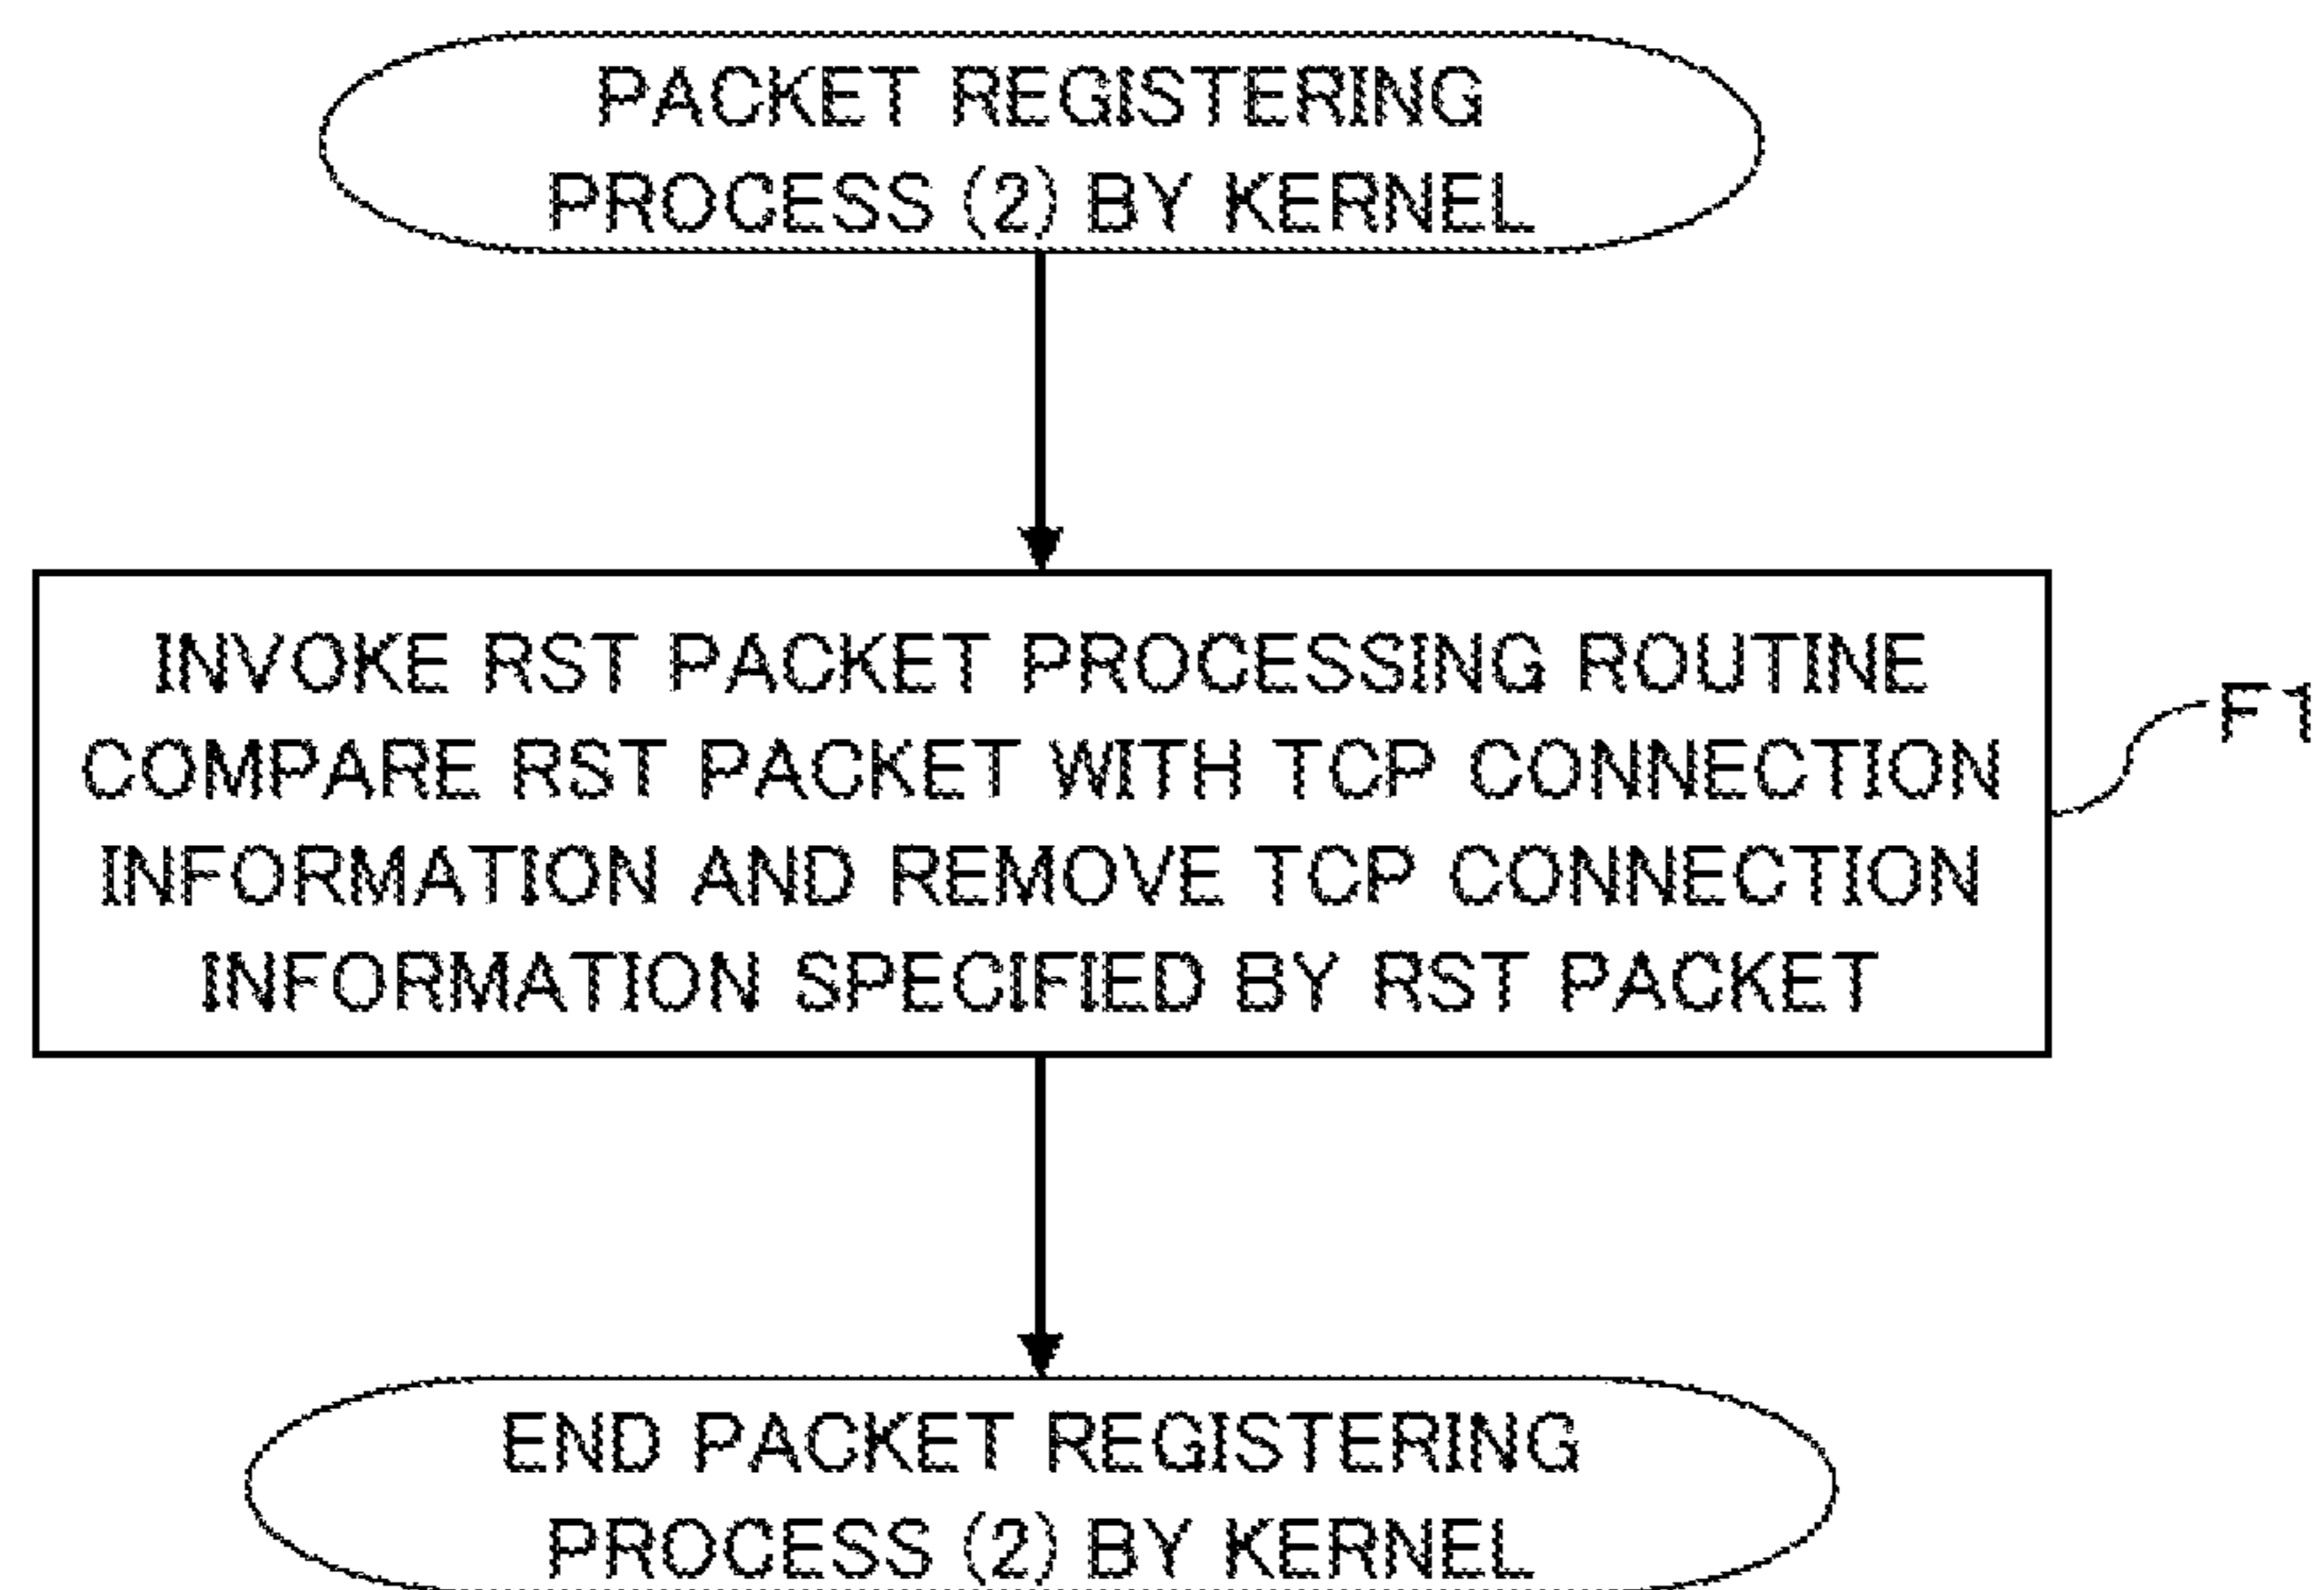 PACKET REGISTERING
PROCESS (2) BY KERNEL
INVOKE RST PACKET PROCESSING ROUTINE
COMPARE RST PACKET WITH TCP CONNECTION
INFORMATION AND REMOVE TCP CONNECTION
INFORMATION SPECIFIED BY RST PACKET
F1
END PACKET REGISTERING
PROCESS (2) BY KERNEL